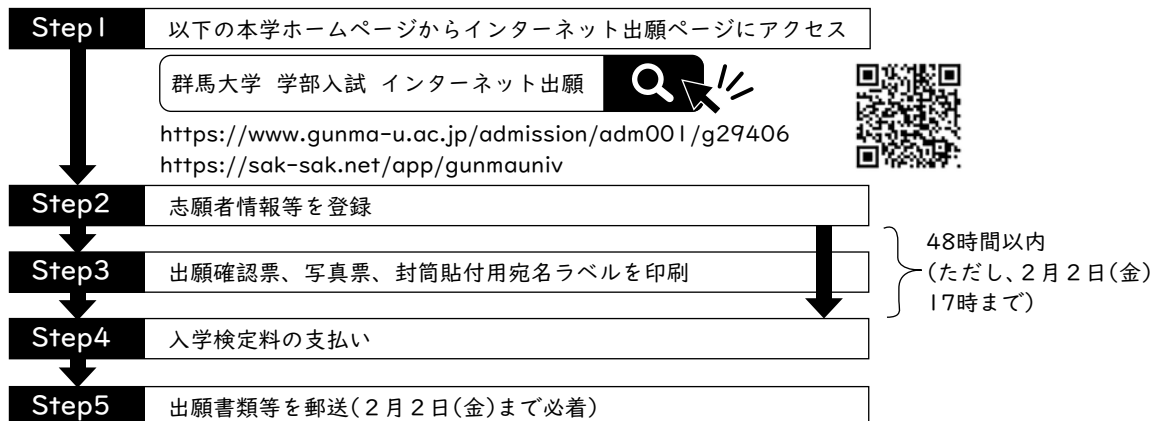 Step1 以下の本学ホームページからインターネット出願ページにアクセス
群馬大学 学部入試 インターネット出願
https://www.gunma-u.ac.jp/admission/adm001/g29406
https://sak-sak.net/app/gunmauniv
Step2 志願者情報等を登録
48時間以内
(ただし、2月2日(金)
17時まで)
Step3 出願確認票、写真票、封筒貼付用宛名ラベルを印刷
Step4 入学検定料の支払い
Step5 出願書類等を郵送(2月2日(金)まで必着)